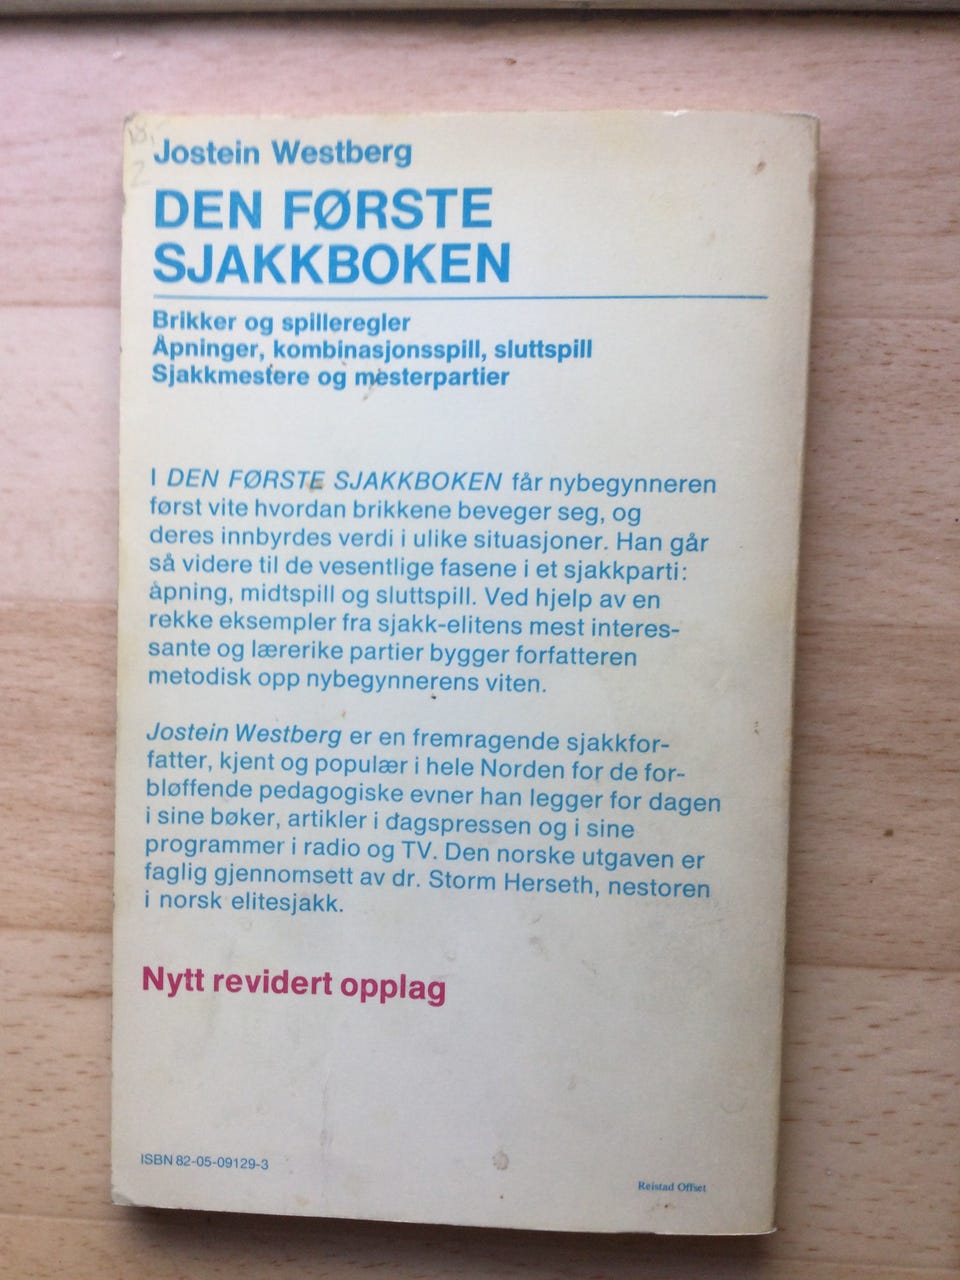 18,-
2
Jostein Westberg
DEN FØRSTE
SJAKKBOKEN
Brikker og spilleregler
Åpninger, kombinasjonsspill, sluttspill
Sjakkmestere og mesterpartier
I DEN FØRSTE SJAKKBOKEN får nybegynneren
først vite hvordan brikkene beveger seg, og
deres innbyrdes verdi i ulike situasjoner. Han går
så videre til de vesentlige fasene i et sjakkparti:
åpning, midtspill og sluttspill. Ved hjelp av en
rekke eksempler fra sjakk-elitens mest interes-
sante og lærerike partier bygger forfatteren
metodisk opp nybegynnerens viten.
Jostein Westberg er en fremragende sjakkfor-
fatter, kjent og populær i hele Norden for de for-
bløffende pedagogiske evner han legger for dagen
i sine bøker, artikler i dagspressen og i sine
programmer i radio og TV. Den norske utgaven er
faglig gjennomsett av dr. Storm Herseth, nestoren
i norsk elitesjakk.
Nytt revidert opplag
ISBN 82-05-09129-3
Reistad Offset